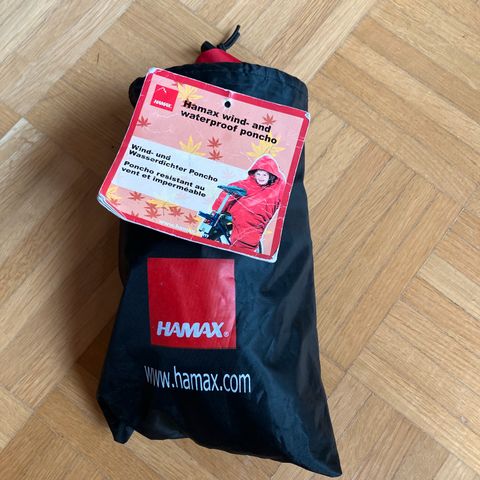 HAMAX
Hamax wind- and
waterproof poncho
Wind- und
Wasserdichter Poncho
Poncho resistant au
vent et imperméable
HAMAX®
www.hamax.com